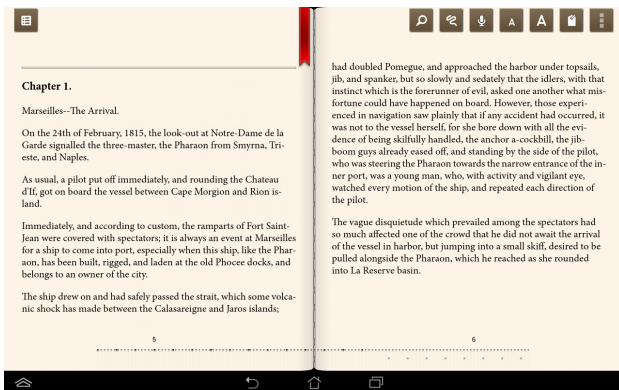 A
A
Chapter 1.
Marseilles--The Arrival.
On the 24th of February, 1815, the look-out at Notre-Dame de la
Garde signalled the three-master, the Pharaon from Smyrna, Tri-
este, and Naples.
As usual, a pilot put off immediately, and rounding the Chateau
d'If, got on board the vessel between Cape Morgion and Rion is-
land.
Immediately, and according to custom, the ramparts of Fort Saint-
Jean were covered with spectators; it is always an event at Marseilles
for a ship to come into port, especially when this ship, like the Phar-
aon, has been built, rigged, and laden at the old Phocee docks, and
belongs to an owner of the city.
The ship drew on and had safely passed the strait, which some volca-
nic shock has made between the Calasareigne and Jaros islands;
5
had doubled Pomegue, and approached the harbor under topsails,
jib, and spanker, but so slowly and sedately that the idlers, with that
instinct which is the forerunner of evil, asked one another what mis-
fortune could have happened on board. However, those experi-
enced in navigation saw plainly that if any accident had occurred, it
was not to the vessel herself, for she bore down with all the evi-
dence of being skilfully handled, the anchor a-cockbill, the jib-
boom guys already eased off, and standing by the side of the pilot,
who was steering the Pharaon towards the narrow entrance of the in-
ner port, was a young man, who, with activity and vigilant eye,
watched every motion of the ship, and repeated each direction of
the pilot.
The vague disquietude which prevailed among the spectators had
so much affected one of the crowd that he did not await the arrival
of the vessel in harbor, but jumping into a small skiff, desired to be
pulled alongside the Pharaon, which he reached as she rounded
into La Reserve basin.
6